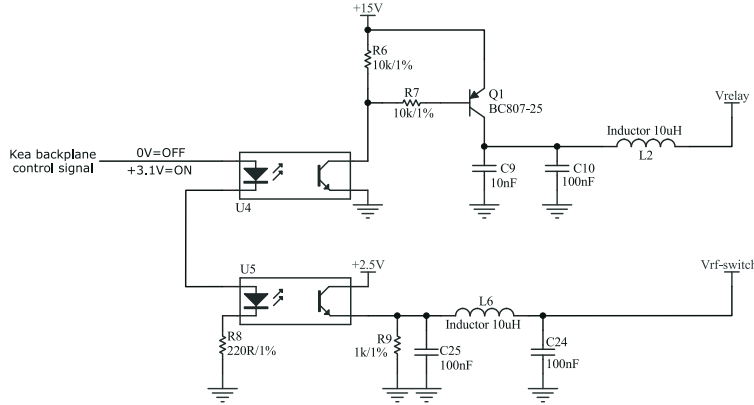 +15V
R6
10k/1%
R7
10k/1%
Q1
BC807-25
Vrelay
Inductor 10uH
L2
Kea backplane
control signal
0V=OFF
+3.1V=ON
U4
C9
10nF
C10
100nF
U5
+2.5V
Vrf-switch
L6
Inductor 10uH
R8
220R/1%
R9
1k/1%
C25
100nF
C24
100nF